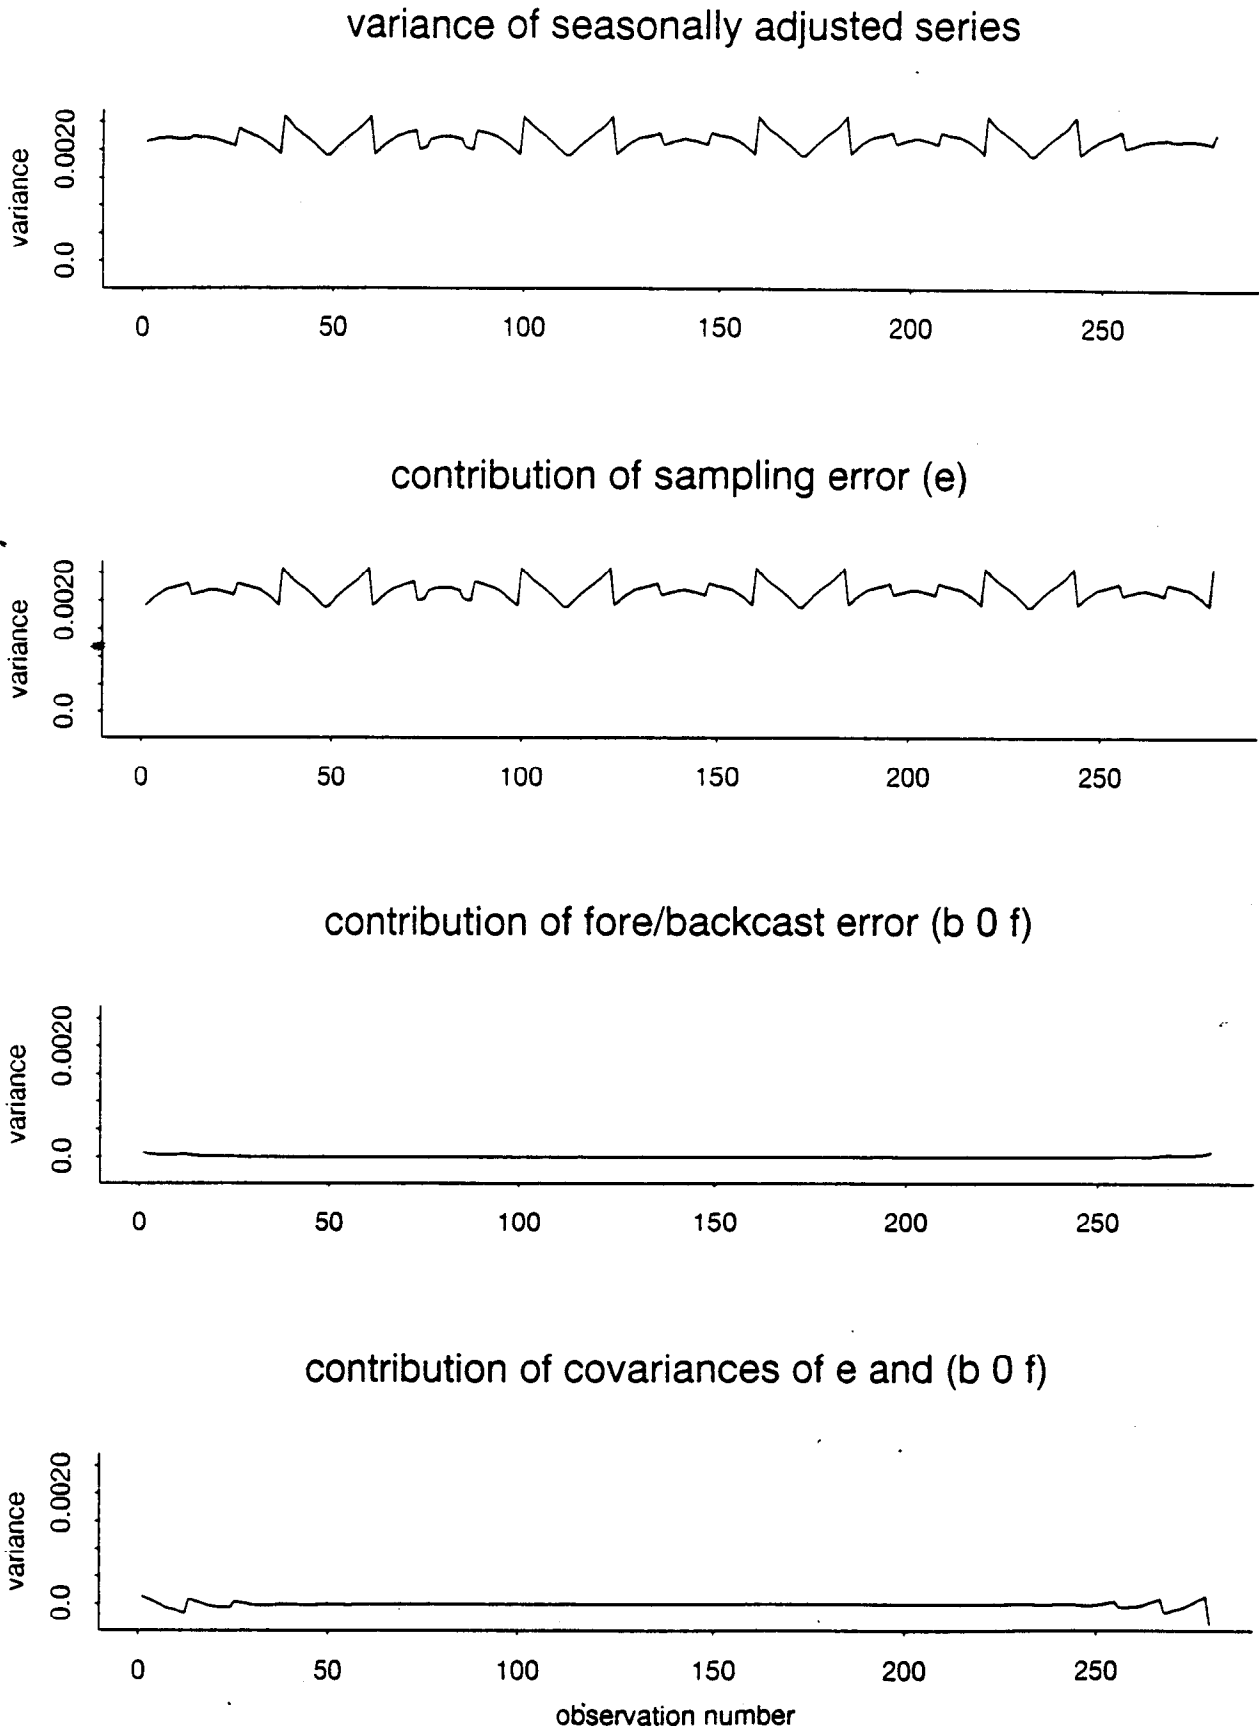 variance of seasonally adjusted series
variance
0.0020
0.0
0 50 100 150 200 250
contribution of sampling error (e)
variance
0.0020
0.0
0 50 100 150 200 250
contribution of fore/backcast error (b 0 f)
variance
0.0020
0.0
0 50 100 150 200 250
contribution of covariances of e and (b 0 f)
variance
0.0020
0.0
0 50 100 150 200 250
observation number